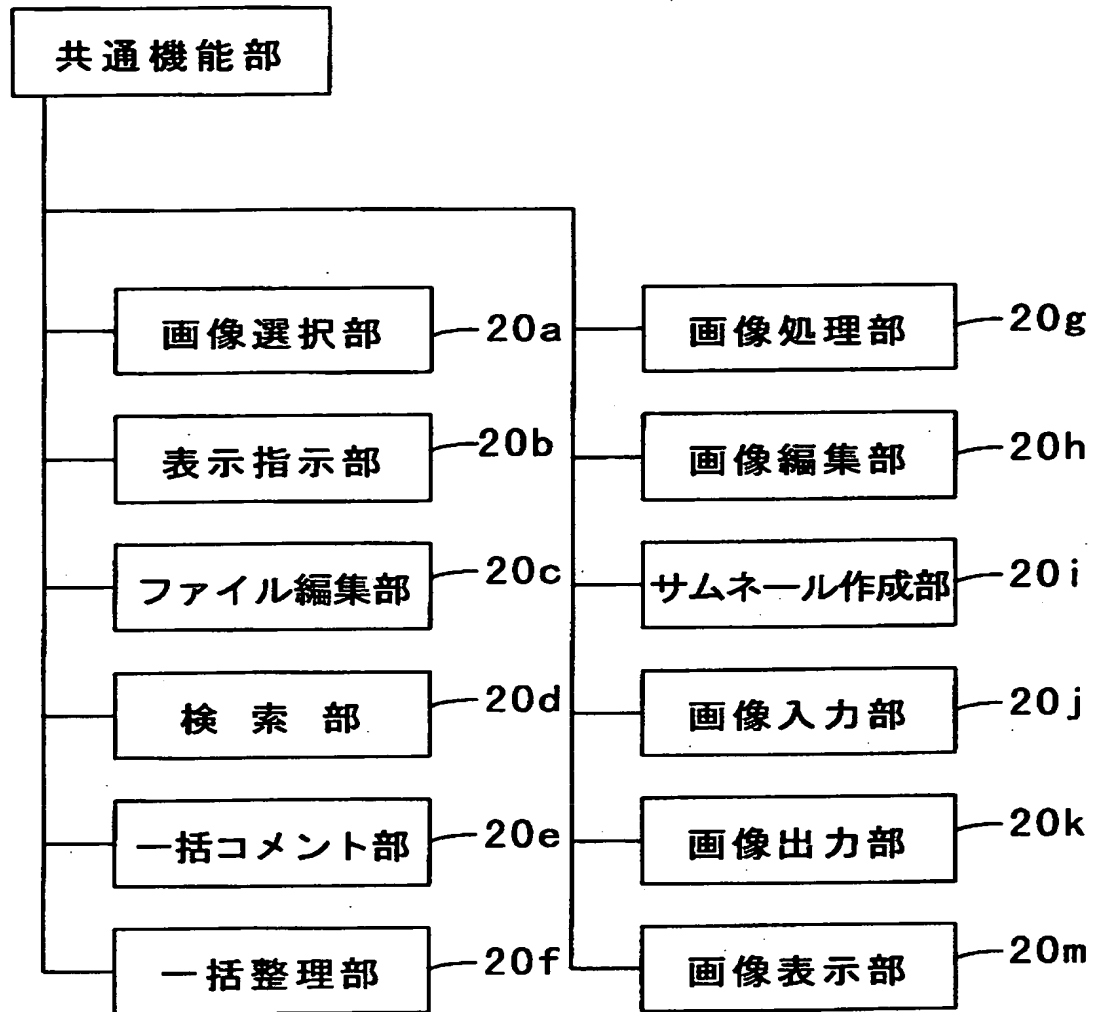 共通機能部
画像選択部 20a
表示指示部 20b
ファイル編集部 20c
検索部 20d
一括コメント部 20e
一括整理部 20f
画像処理部 20g
画像編集部 20h
サムネール作成部 20i
画像入力部 20j
画像出力部 20k
画像表示部 20m